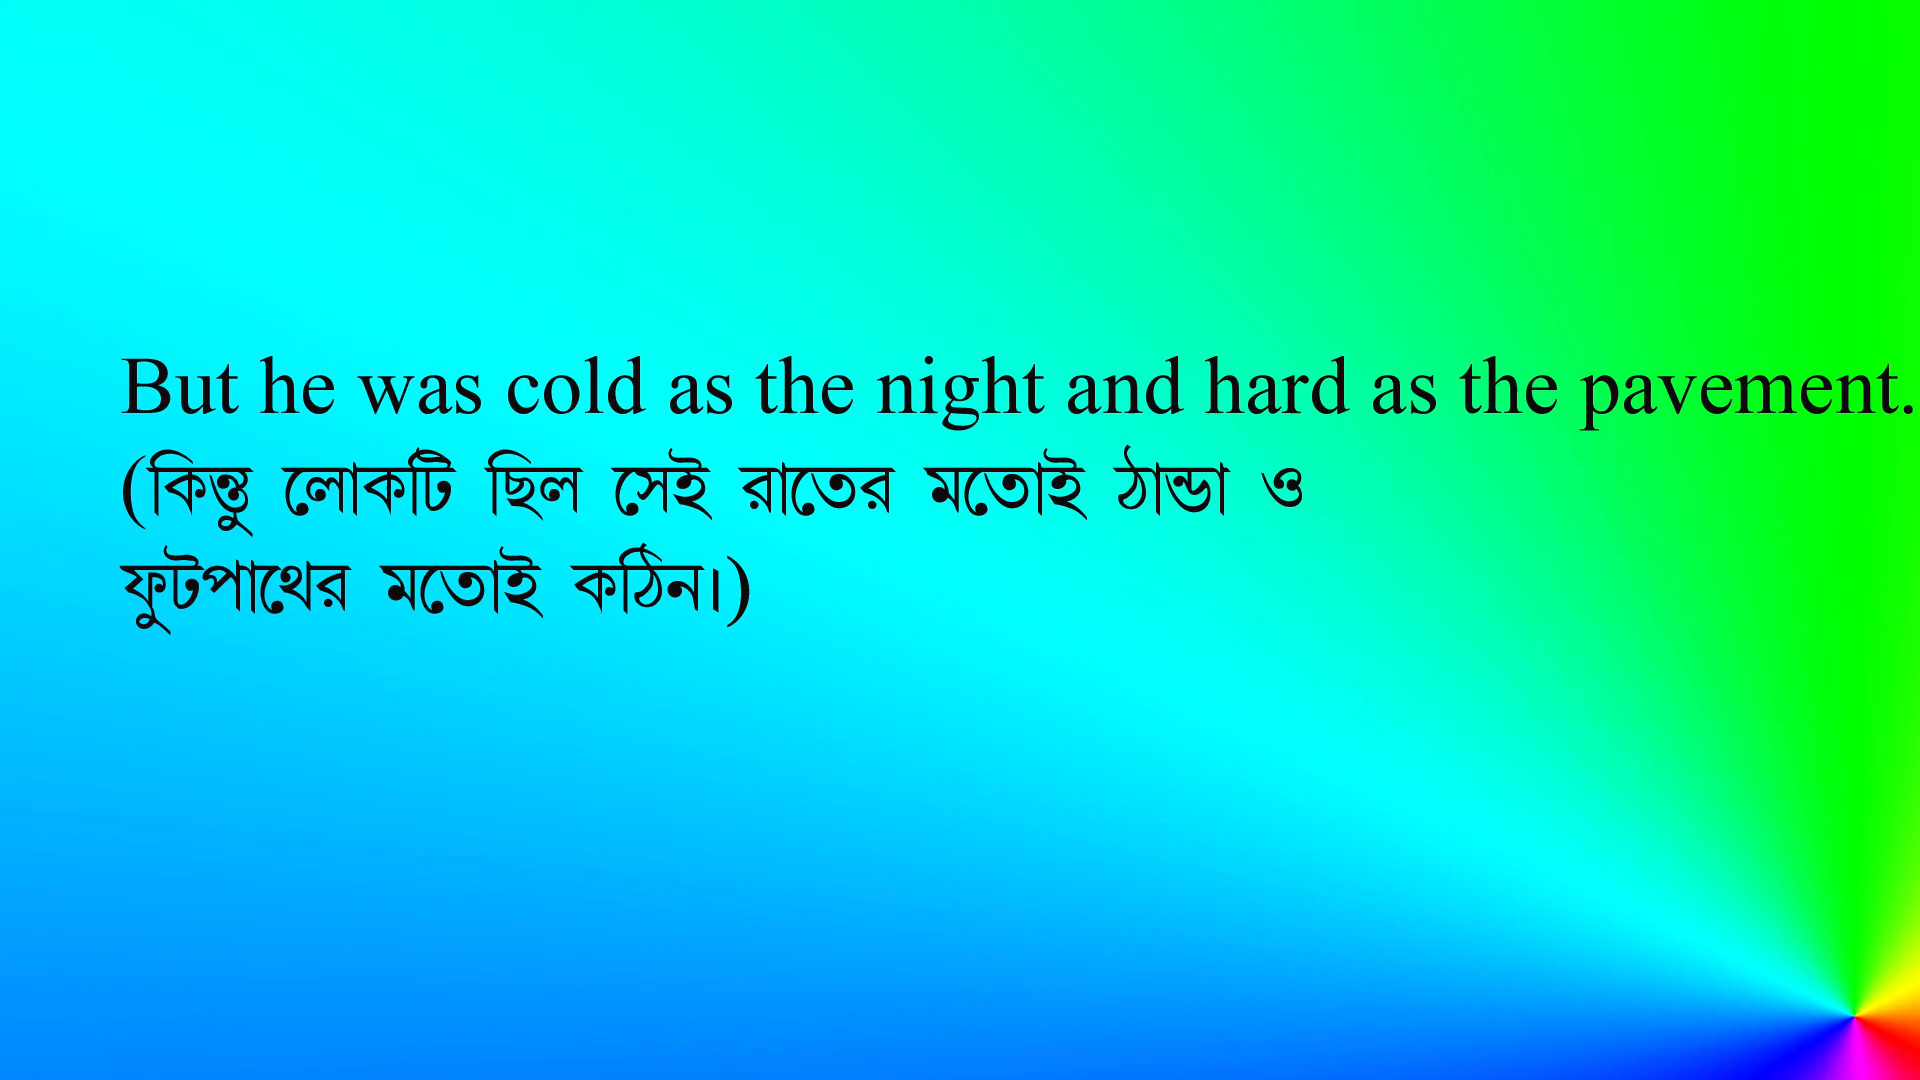 But he was cold as the night and hard as the pavement.
(কিন্তু লোকটি ছিল সেই রাতের মতোই ঠান্ডা ও
ফুটপাথের মতোই কঠিন।)